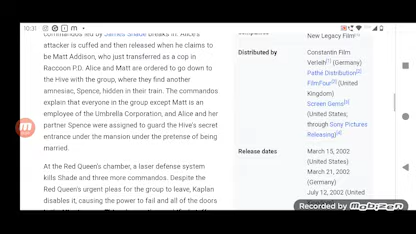 10:31
commandos led by James Shade breaks in. Alice's
attacker is cuffed and then released when he claims to
be Matt Addison, who just transferred as a cop in
Raccoon P.D. Alice and Matt are ordered to go down to
the Hive with the group, where they find another
amnesiac, Spence, hidden in their train. The commandos
explain that everyone in the group except Matt is an
employee of the Umbrella Corporation, and Alice and her
partner Spence were assigned to guard the Hive's secret
entrance under the mansion under the pretense of being
married.
At the Red Queen's chamber, a laser defense system
kills Shade and three more commandos. Despite the
Red Queen's urgent pleas for the group to leave, Kaplan
disables it, causing the power to fail and all of the doors
New Legacy Film
Distributed by
Constantin Film
Verleih[1] (Germany)
Pathé Distribution[2]
FilmFour[2] (United
Kingdom)
Screen Gems[3]
(United States;
through Sony Pictures
Releasing)[4]
Release dates
March 15, 2002
(United States)
March 21, 2002
(Germany)
July 12, 2002 (United
Recorded by
MOBIZEN